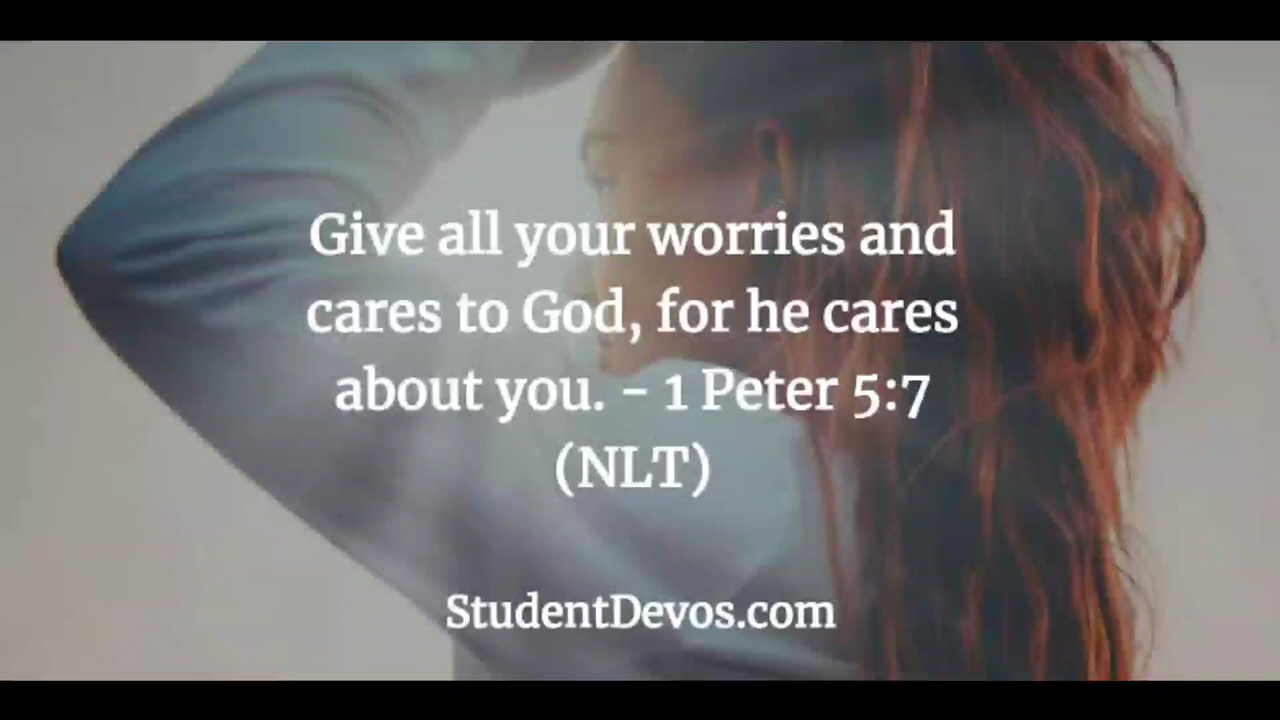 Give all your worries and
cares to God, for he cares
about you. - 1 Peter 5:7
(NLT)
StudentDevos.com